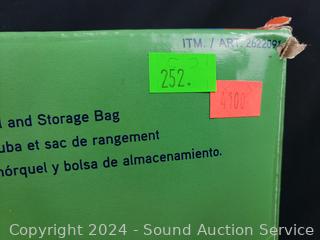 ITM. / ART. 2622091
252.
4100
and Storage Bag
uba et sac de rangement
nórquel y bolsa de almacenamiento.
Copyright 2024 - Sound Auction Service